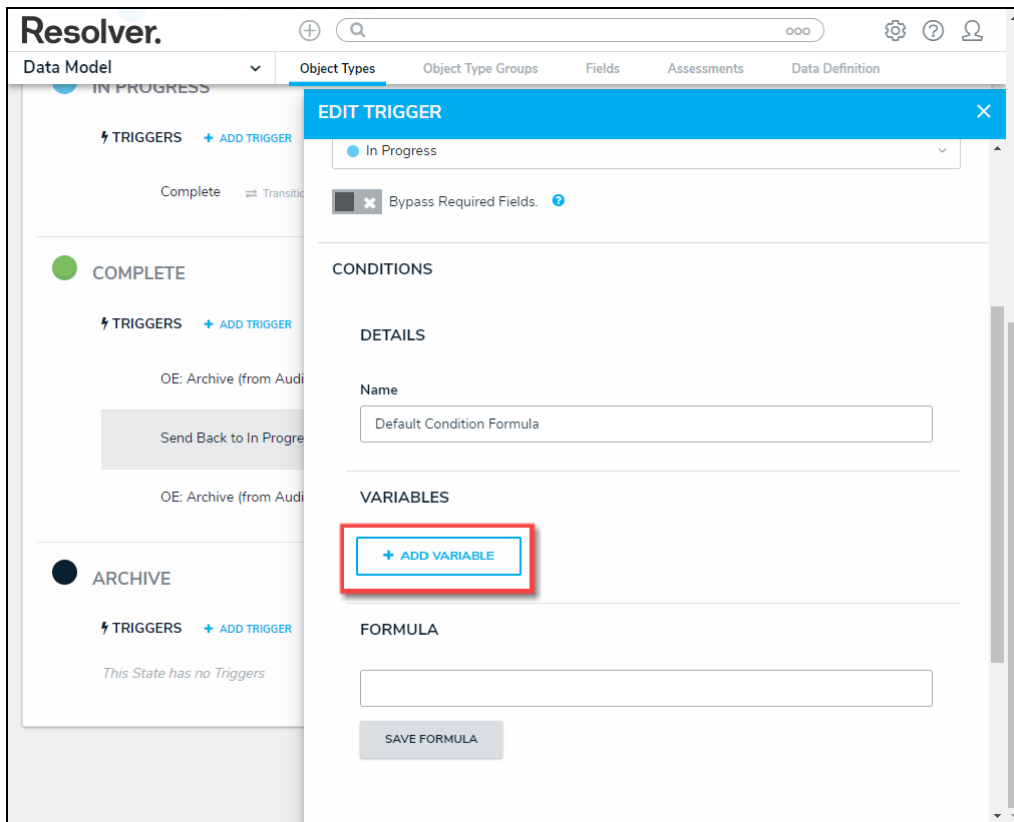 Resolver.
Data Model
Object Types
Object Type Groups
Fields
Assessments
Data Definition
IN PROGRESS
TRIGGERS
+ ADD TRIGGER
Complete
COMPLETE
TRIGGERS
+ ADD TRIGGER
OE: Archive (from Audi
Send Back to In Progre
OE: Archive (from Audi
ARCHIVE
TRIGGERS
+ ADD TRIGGER
This State has no Triggers
EDIT TRIGGER
In Progress
Bypass Required Fields.
CONDITIONS
DETAILS
Name
Default Condition Formula
VARIABLES
+ ADD VARIABLE
FORMULA
SAVE FORMULA